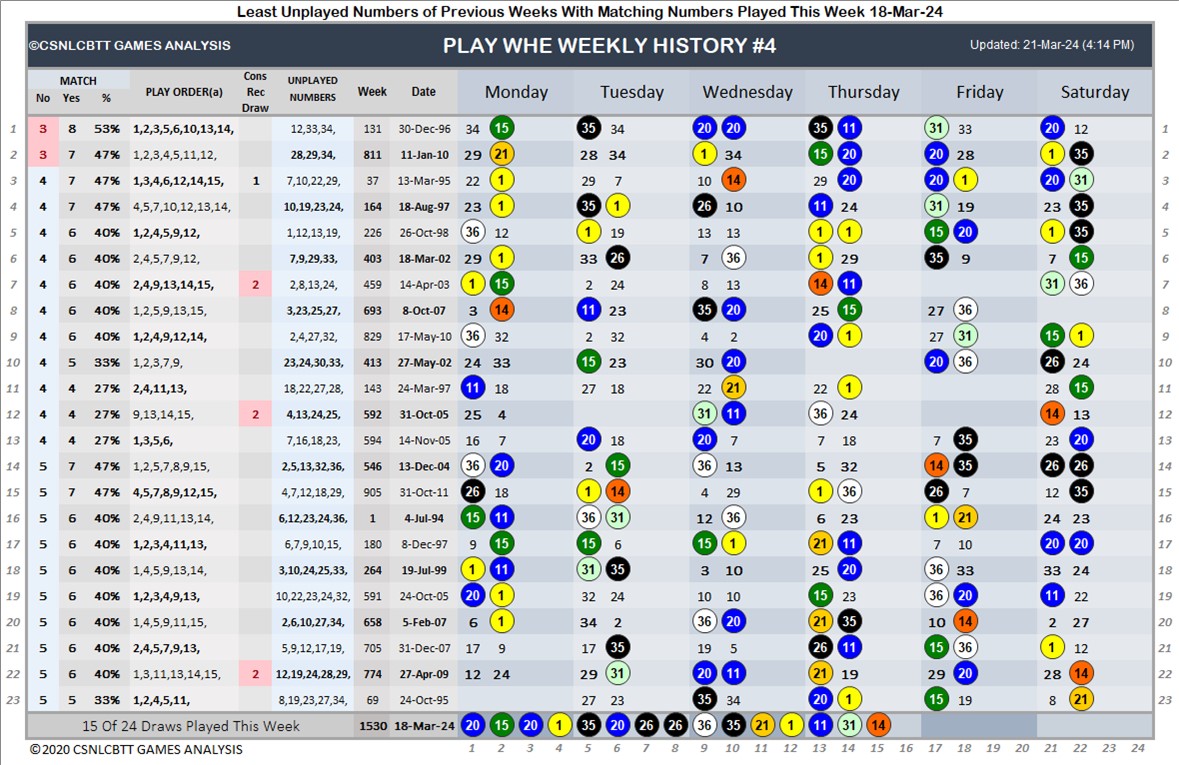 Least Unplayed Numbers of Previous Weeks With Matching Numbers Played This Week 18-Mar-24
©CSNLCBTT GAMES ANALYSIS PLAY WHE WEEKLY HISTORY #4 Updated: 21-Mar-24 (4:14 PM)
MATCH No Yes % PLAY ORDER(a) Cons Rec Draw UNPLAYED NUMBERS Week Date Monday Tuesday Wednesday Thursday Friday Saturday
1 3 8 53% 1,2,3,5,6,10,13,14, 12,33,34, 131 30-Dec-96 34 15 35 34 20 20 35 11 31 33 20 12 1
2 3 7 47% 1,2,3,4,5,11,12, 28,29,34, 811 11-Jan-10 29 21 28 34 1 34 15 20 20 28 1 35 2
3 4 7 47% 1,3,4,6,12,14,15, 1 7,10,22,29, 37 13-Mar-95 22 1 29 7 10 14 29 20 20 1 20 31 3
4 4 7 47% 4,5,7,10,12,13,14, 10,19,23,24, 164 18-Aug-97 23 1 35 1 26 10 11 24 31 19 23 35 4
5 4 6 40% 1,2,4,5,9,12, 1,12,13,19, 226 26-Oct-98 36 12 1 19 13 13 1 1 15 20 1 35 5
6 4 6 40% 2,4,5,7,9,12, 7,9,29,33, 403 18-Mar-02 29 1 33 26 7 36 1 29 35 9 7 15 6
7 4 6 40% 2,4,9,13,14,15, 2 2,8,13,24, 459 14-Apr-03 1 15 2 24 8 13 14 11 31 36 7
8 4 6 40% 1,2,5,9,13,15, 3,23,25,27, 693 8-Oct-07 3 14 11 23 35 20 25 15 27 36 8
9 4 6 40% 1,2,4,9,12,14, 2,4,27,32, 829 17-May-10 36 32 2 32 4 2 20 1 27 31 15 1 9
10 4 5 33% 1,2,3,7,9, 23,24,30,33, 413 27-May-02 24 33 15 23 30 20 20 36 26 24 10
11 4 4 27% 2,4,11,13, 18,22,27,28, 143 24-Mar-97 11 18 27 18 22 21 22 1 28 15 11
12 4 4 27% 9,13,14,15, 2 4,13,24,25, 592 31-Oct-05 25 4 31 11 36 24 14 13 12
13 4 4 27% 1,3,5,6, 7,16,18,23, 594 14-Nov-05 16 7 20 18 20 7 7 18 7 35 23 20 13
14 5 7 47% 1,2,5,7,8,9,15, 2,5,13,32,36, 546 13-Dec-04 36 20 2 15 36 13 5 32 14 35 26 26 14
15 5 7 47% 4,5,7,8,9,12,15, 4,7,12,18,29, 905 31-Oct-11 26 18 1 14 4 29 1 36 26 7 12 35 15
16 5 6 40% 2,4,9,11,13,14, 6,12,23,24,36, 1 4-Jul-94 15 11 36 31 12 36 6 23 1 21 24 23 16
17 5 6 40% 1,2,3,4,11,13, 6,7,9,10,15, 180 8-Dec-97 9 15 15 6 15 1 21 11 7 10 20 20 17
18 5 6 40% 1,4,5,9,13,14, 3,10,24,25,33, 264 19-Jul-99 1 11 31 35 3 10 25 20 36 33 33 24 18
19 5 6 40% 1,2,3,4,9,13, 10,22,23,24,32, 591 24-Oct-05 20 1 32 24 10 10 15 23 36 20 11 22 19
20 5 6 40% 1,4,5,9,11,15, 2,6,10,27,34, 658 5-Feb-07 6 1 34 2 36 20 21 35 10 14 2 27 20
21 5 6 40% 2,4,5,7,9,13, 5,9,12,17,19, 705 31-Dec-07 17 9 17 35 19 5 26 11 15 36 1 12 21
22 5 6 40% 1,3,11,13,14,15, 2 12,19,24,28,29, 774 27-Apr-09 12 24 29 31 20 11 21 19 29 20 28 14 22
23 5 5 33% 1,2,4,5,11, 8,19,23,27,34, 69 24-Oct-95 27 23 35 34 20 1 15 19 8 21 23
15 Of 24 Draws Played This Week 1530 18-Mar-24 20 15 20 1 35 20 26 26 36 35 21 1 11 31 14
© 2020 CSNLCBTT GAMES ANALYSIS 1 2 3 4 5 6 7 8 9 10 11 12 13 14 15 16 17 18 19 20 21 22 23 24